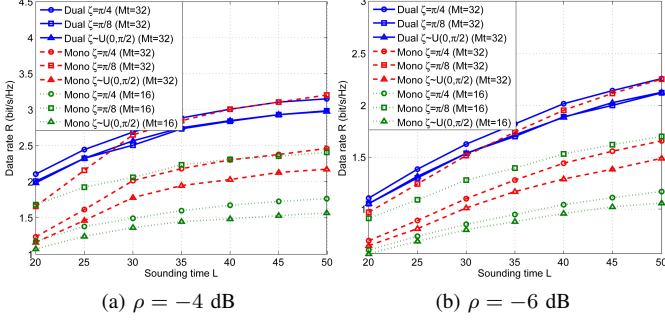 4.5
4
3.5
3
2.5
2
1.5
1
Data rate R (bit/s/Hz)
Dual ζ=π/4 (Mt=32)
Dual ζ=π/8 (Mt=32)
Dual ζ~U(0,π/2) (Mt=32)
Mono ζ=π/4 (Mt=32)
Mono ζ=π/8 (Mt=32)
Mono ζ~U(0,π/2) (Mt=32)
Mono ζ=π/4 (Mt=16)
Mono ζ=π/8 (Mt=16)
Mono ζ~U(0,π/2) (Mt=16)
20 25 30 35 40 45 50
Sounding time L
(a) ρ = −4 dB
3
2.5
2
1.5
1
Data rate R (bit/s/Hz)
Dual ζ=π/4 (Mt=32)
Dual ζ=π/8 (Mt=32)
Dual ζ~U(0,π/2) (Mt=32)
Mono ζ=π/4 (Mt=32)
Mono ζ=π/8 (Mt=32)
Mono ζ~U(0,π/2) (Mt=32)
Mono ζ=π/4 (Mt=16)
Mono ζ=π/8 (Mt=16)
Mono ζ~U(0,π/2) (Mt=16)
20 25 30 35 40 45 50
Sounding time L
(b) ρ = −6 dB